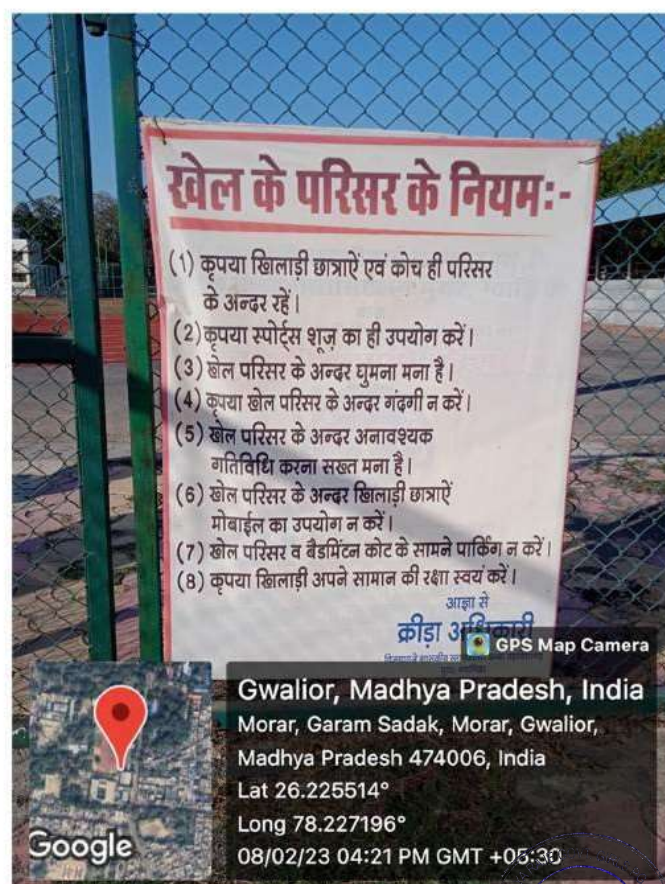 खेल के परिसर के नियमः-
(1) कृपया खिलाड़ी छात्राऐं एवं कोच ही परिसर
के अन्दर रहें।
(2) कृपया स्पोर्ट्स शूज़ का ही उपयोग करें।
(3) खेल परिसर के अन्दर घुमना मना है।
(4) कृपया खेल परिसर के अन्दर गंदगी न करें।
(5) खेल परिसर के अन्दर अनावश्यक
गतिविधि करना सख्त मना है।
(6) खेल परिसर के अन्दर खिलाड़ी छात्राऐं
मोबाईल का उपयोग न करें।
(7) खेल परिसर व बैडमिंटन कोट के सामने पार्किंग न करें।
(8) कृपया खिलाड़ी अपने सामान की रक्षा स्वयं करें।
आज्ञा से
क्रीड़ा अधिकारी
GPS Map Camera
Gwalior, Madhya Pradesh, India
Morar, Garam Sadak, Morar, Gwalior,
Madhya Pradesh 474006, India
Lat 26.225514°
Long 78.227196°
08/02/23 04:21 PM GMT +05:30
Google